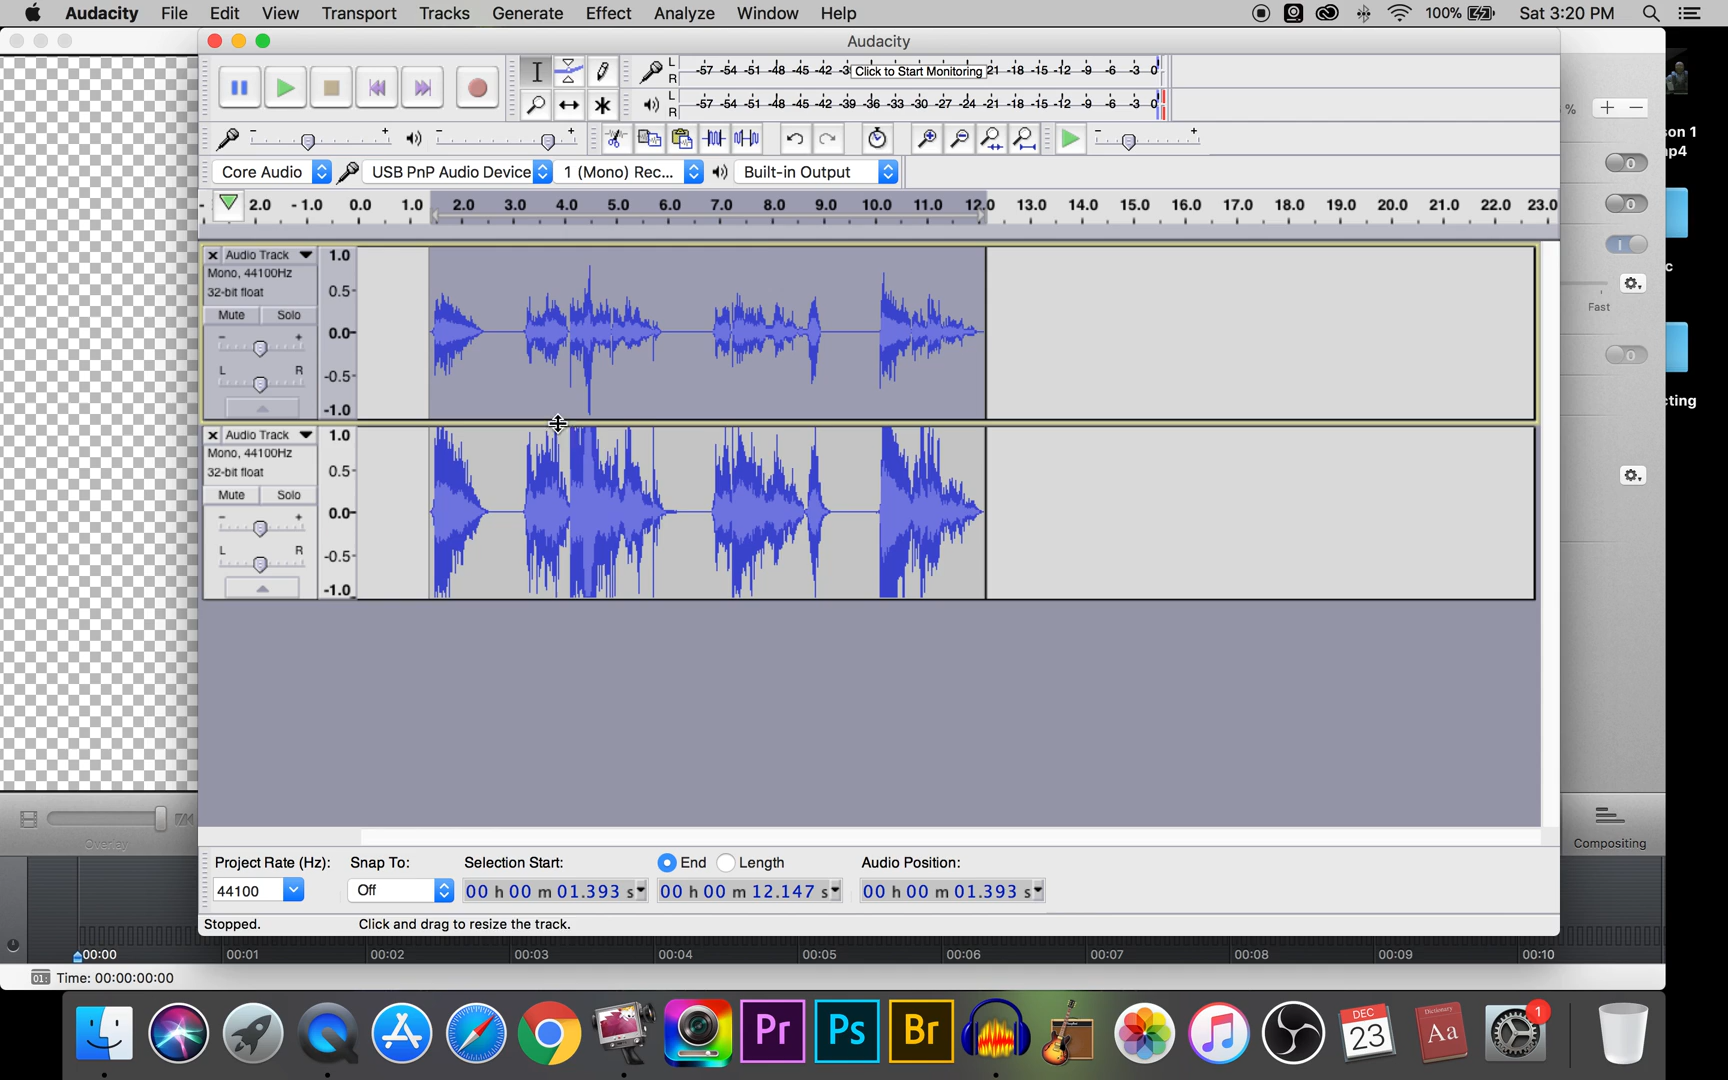 Audacity File Edit View Transport Tracks Generate Effect Analyze Window Help 100% Sat 3:20 PM
Audacity
L R -57 -54 -51 -48 -45 -42 Click to Start Monitoring 21 -18 -15 -12 -9 -6 -3 0
L R -57 -54 -51 -48 -45 -42 -39 -36 -33 -30 -27 -24 -21 -18 -15 -12 -9 -6 -3 0
%
son 1
Core Audio USB PnP Audio Device 1 (Mono) Rec... Built-in Output
2.0 -1.0 0.0 1.0 2.0 3.0 4.0 5.0 6.0 7.0 8.0 9.0 10.0 11.0 12.0 13.0 14.0 15.0 16.0 17.0 18.0 19.0 20.0 21.0 22.0 23.0
Audio Track 1.0
Mono, 44100Hz
32-bit float 0.5
Mute Solo
0.0
L R -0.5
-1.0
Fast
cting
Audio Track 1.0
Mono, 44100Hz
32-bit float 0.5
Mute Solo
0.0
L R -0.5
-1.0
Overlay
Compositing
Project Rate (Hz): Snap To: Selection Start: End Length Audio Position:
44100 Off 00 h 00 m 01.393 s 00 h 00 m 12.147 s 00 h 00 m 01.393 s
Stopped. Click and drag to resize the track.
00:00 00:01 00:02 00:03 00:04 00:05 00:06 00:07 00:08 00:09 00:10
Time: 00:00:00:00
Pr Ps Br DEC 23 Dictionary Aa 1